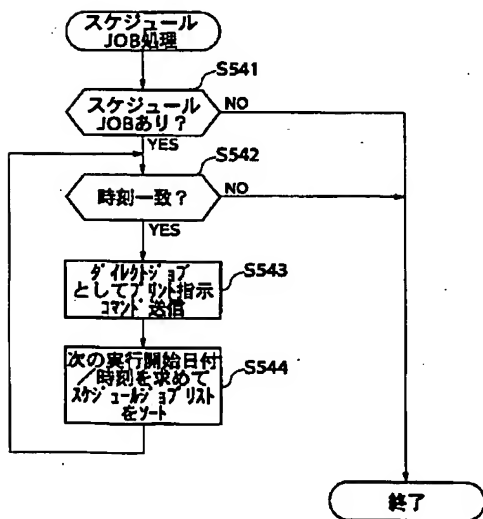 スケジュール
JOB処理
S541
スケジュール
JOBあり?
NO
YES
S542
時刻一致?
NO
YES
ダイレクトジョブ
としてプリント指示
コマンド送信
S543
次の実行開始日付
/時刻を求めて
スケジュールジョブリスト
をソート
S544
終了